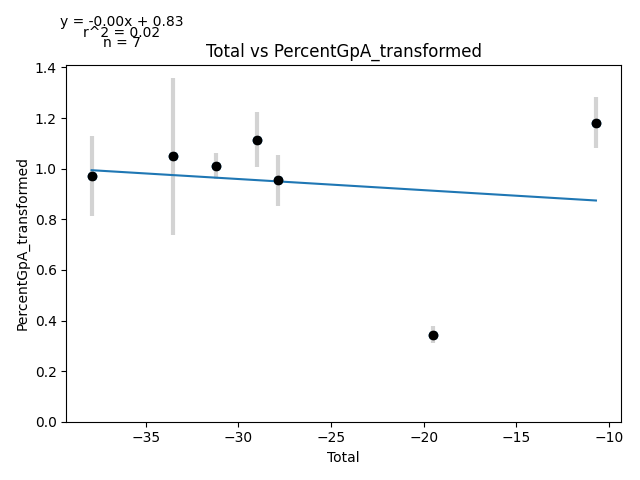 y = -0.00x + 0.83
r^2 = 0.02
n = 7
Total vs PercentGpA_transformed
1.4
1.2
1.0
0.8
0.6
0.4
0.2
0.0
PercentGpA_transformed
−35
−30
−25
−20
−15
−10
Total